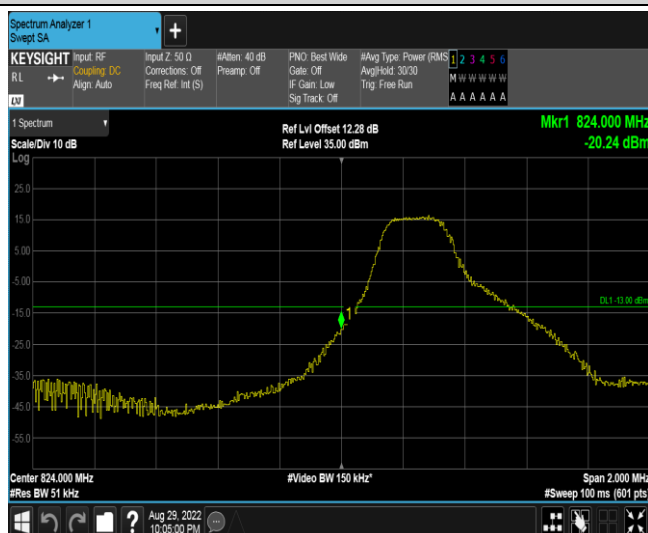 Spectrum Analyzer 1
Swept SA
+
KEYSIGHT
RL
Input: RF
Coupling: DC
Align: Auto
Input Z: 50 Ω
Corrections: Off
Freq Ref: Int (S)
#Atten: 40 dB
Preamp: Off
PNO: Best Wide
Gate: Off
IF Gain: Low
Sig Track: Off
#Avg Type: Power (RMS
Avg|Hold: 30/30
Trig: Free Run
1 2 3 4 5 6
M W W W W W
A A A A A A
LXI
1 Spectrum
Scale/Div 10 dB
Ref Lvl Offset 12.28 dB
Ref Level 35.00 dBm
Mkr1 824.000 MHz
-20.24 dBm
Log
25.0
15.0
5.00
-5.00
-15.0
-25.0
-35.0
-45.0
-55.0
1
DL1 -13.00 dBm
Center 824.000 MHz
#Res BW 51 kHz
#Video BW 150 kHz*
Span 2.000 MHz
#Sweep 100 ms (601 pts)
?
Aug 29, 2022
10:05:00 PM